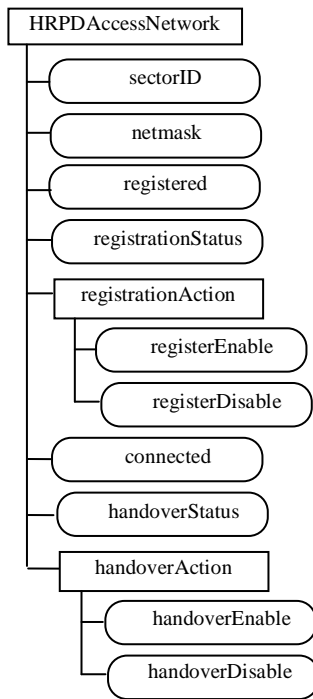 HRPDAccessNetwork
sectorID
netmask
registered
registrationStatus
registrationAction
registerEnable
registerDisable
connected
handoverStatus
handoverAction
handoverEnable
handoverDisable